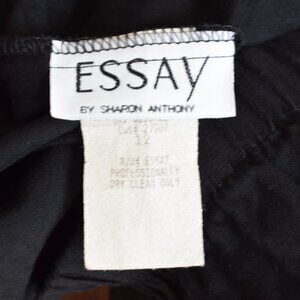 ESSAY
BY SHARON ANTHONY
12
PROFESSIONALLY
DRY CLEAN ONLY